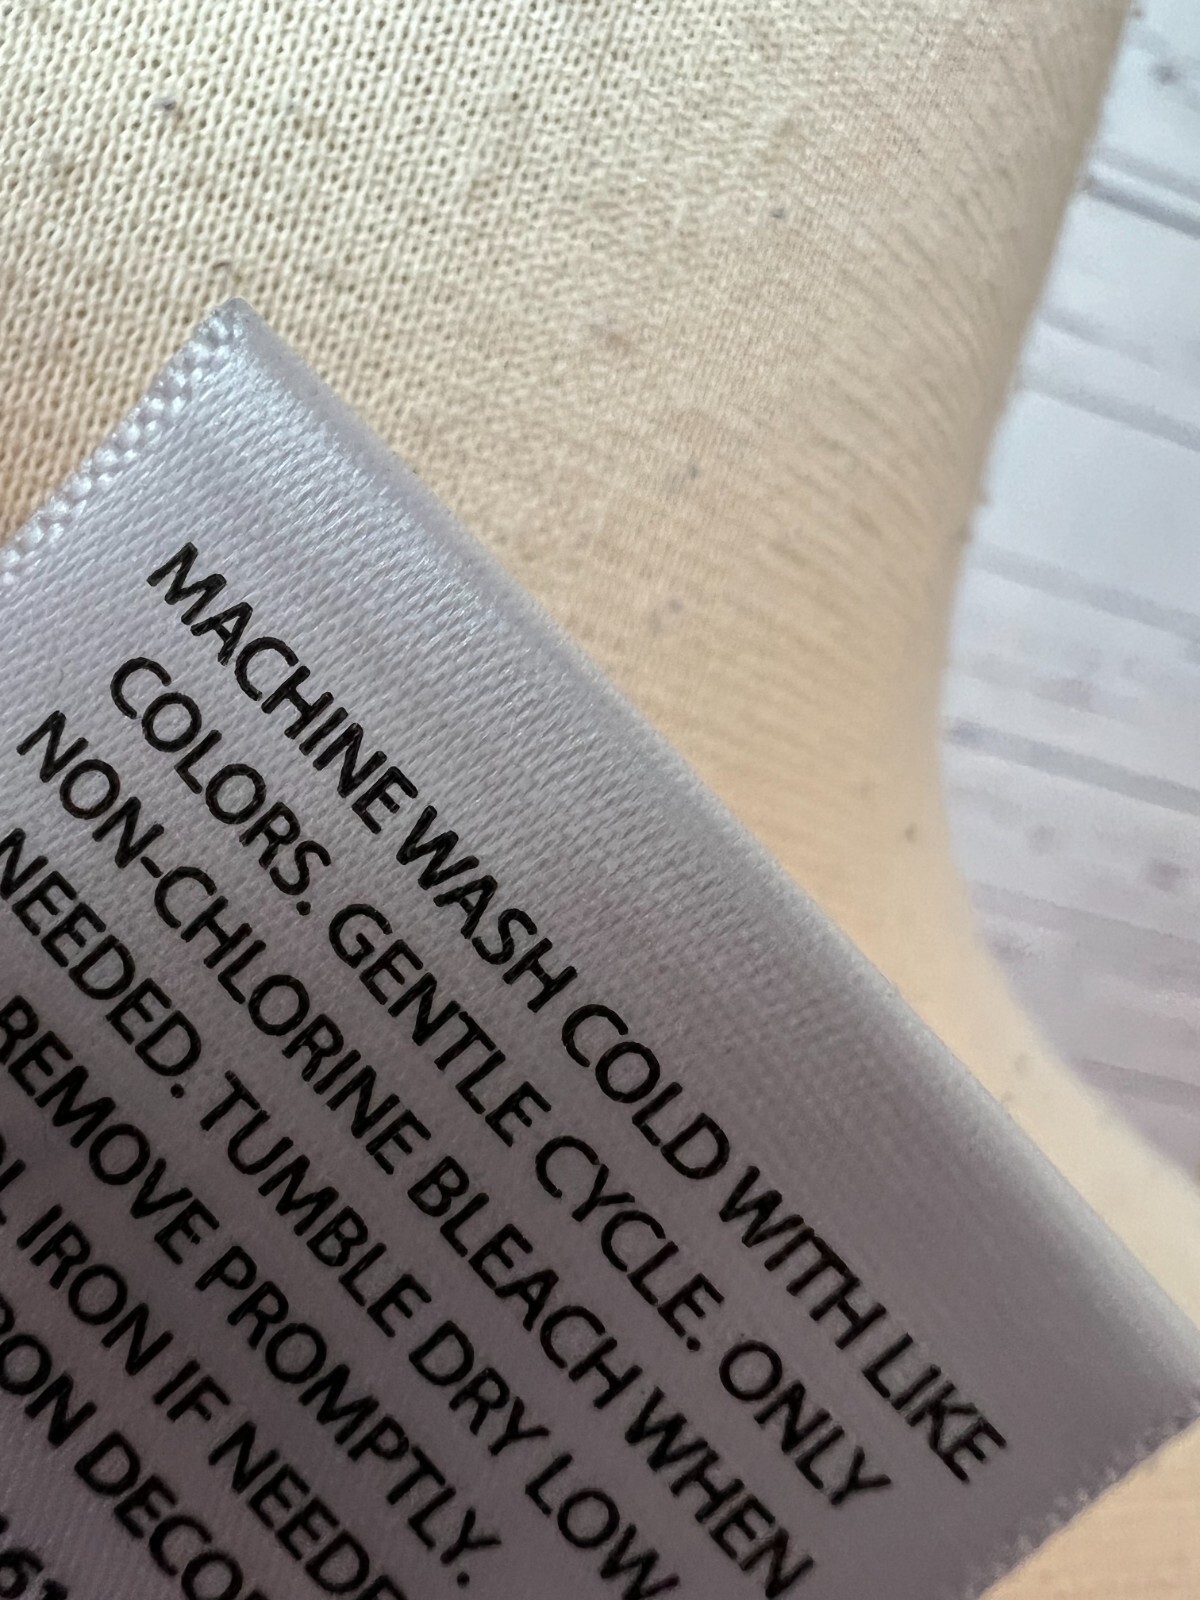 MACHINE WASH COLD WITH LIKE
COLORS. GENTLE CYCLE. ONLY
NON-CHLORINE BLEACH WHEN
NEEDED. TUMBLE DRY LOW
REMOVE PROMPTLY.
IRON IF NEEDED